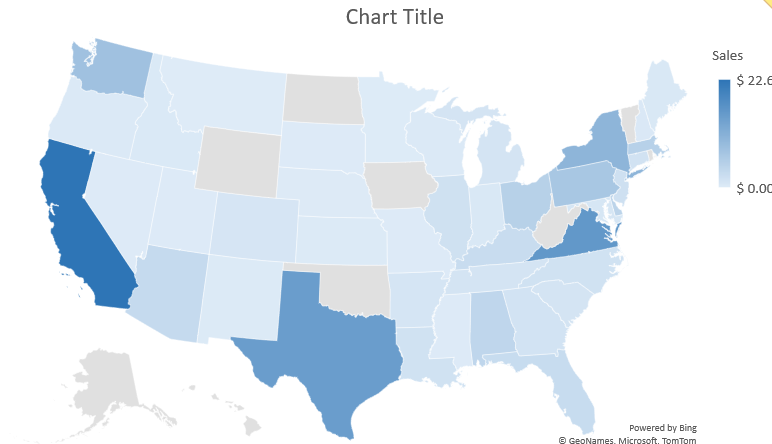 Chart Title
Sales
$ 22.6
$ 0.00
Powered by Bing
© GeoNames, Microsoft, TomTom